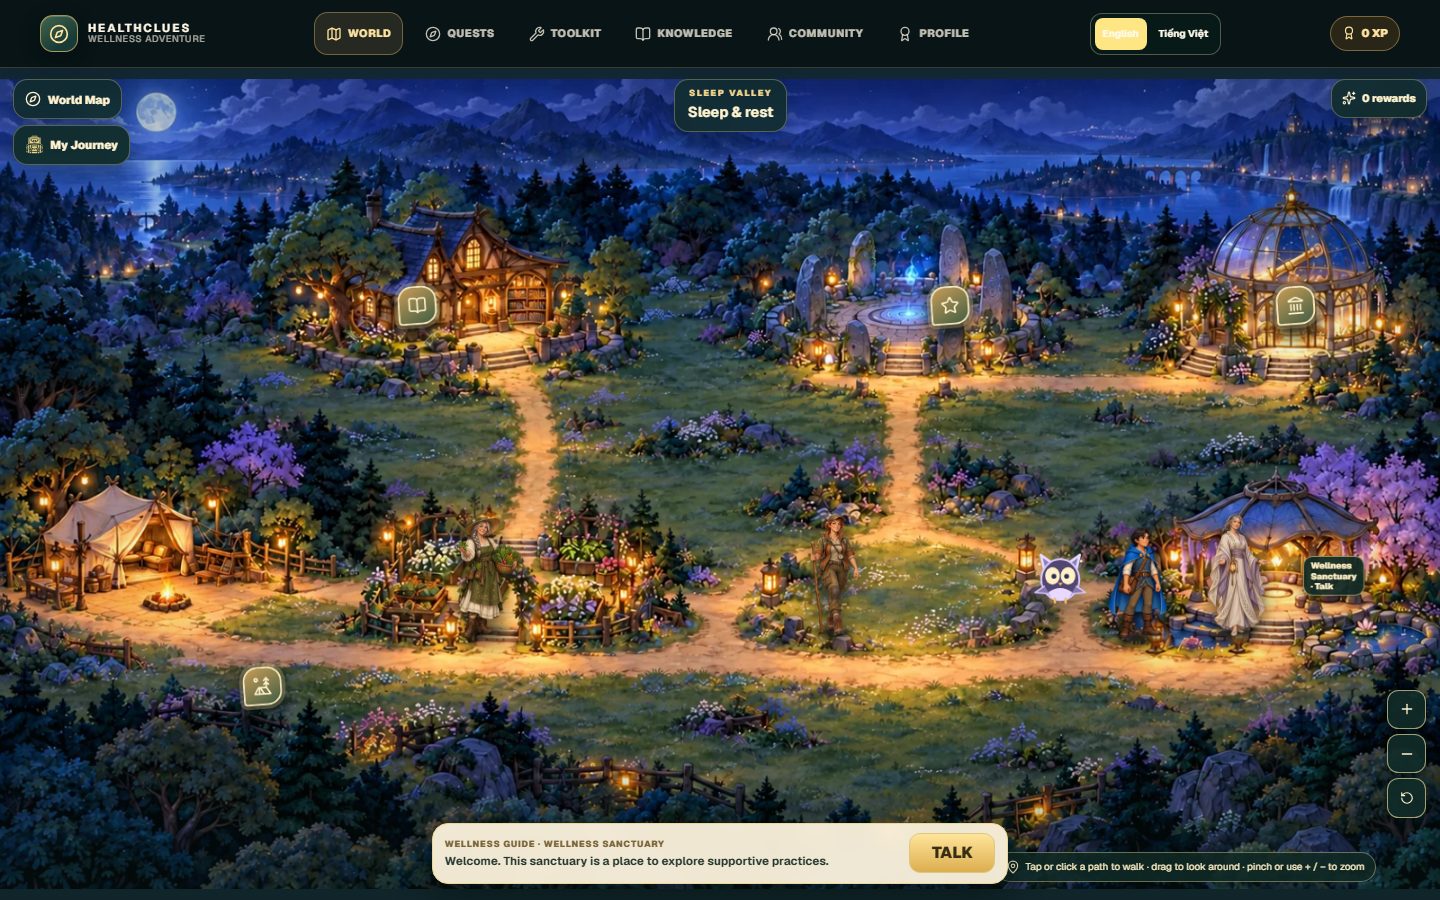 HEALTHCLUES
WELLNESS ADVENTURE
WORLD
QUESTS
TOOLKIT
KNOWLEDGE
COMMUNITY
PROFILE
English
Tiếng Việt
0 XP
World Map
My Journey
SLEEP VALLEY
Sleep & rest
0 rewards
Wellness
Sanctuary
· Talk
WELLNESS GUIDE · WELLNESS SANCTUARY
Welcome. This sanctuary is a place to explore supportive practices.
TALK
Tap or click a path to walk · drag to look around · pinch or use + / − to zoom